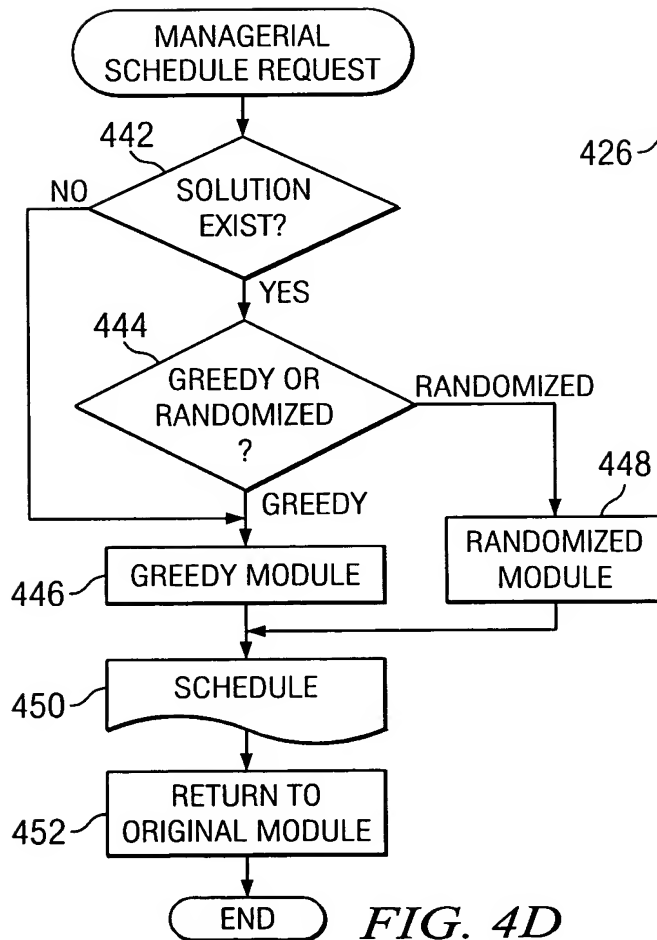 MANAGERIAL
SCHEDULE REQUEST
442
426
NO
SOLUTION
EXIST?
YES
444
GREEDY OR
RANDOMIZED
?
RANDOMIZED
GREEDY
448
446
GREEDY MODULE
RANDOMIZED
MODULE
450
SCHEDULE
452
RETURN TO
ORIGINAL MODULE
END
FIG. 4D